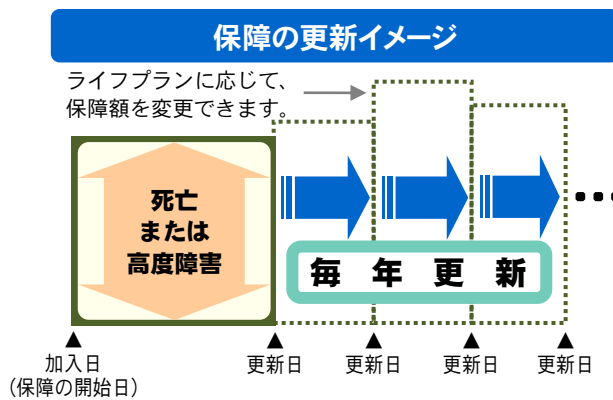 保障の更新イメージ
ライフプランに応じて、
保障額を変更できます。
死亡
または
高度障害
毎年更新
▲ ▲ ▲ ▲ ▲
加入日 更新日 更新日 更新日 更新日
(保障の開始日)